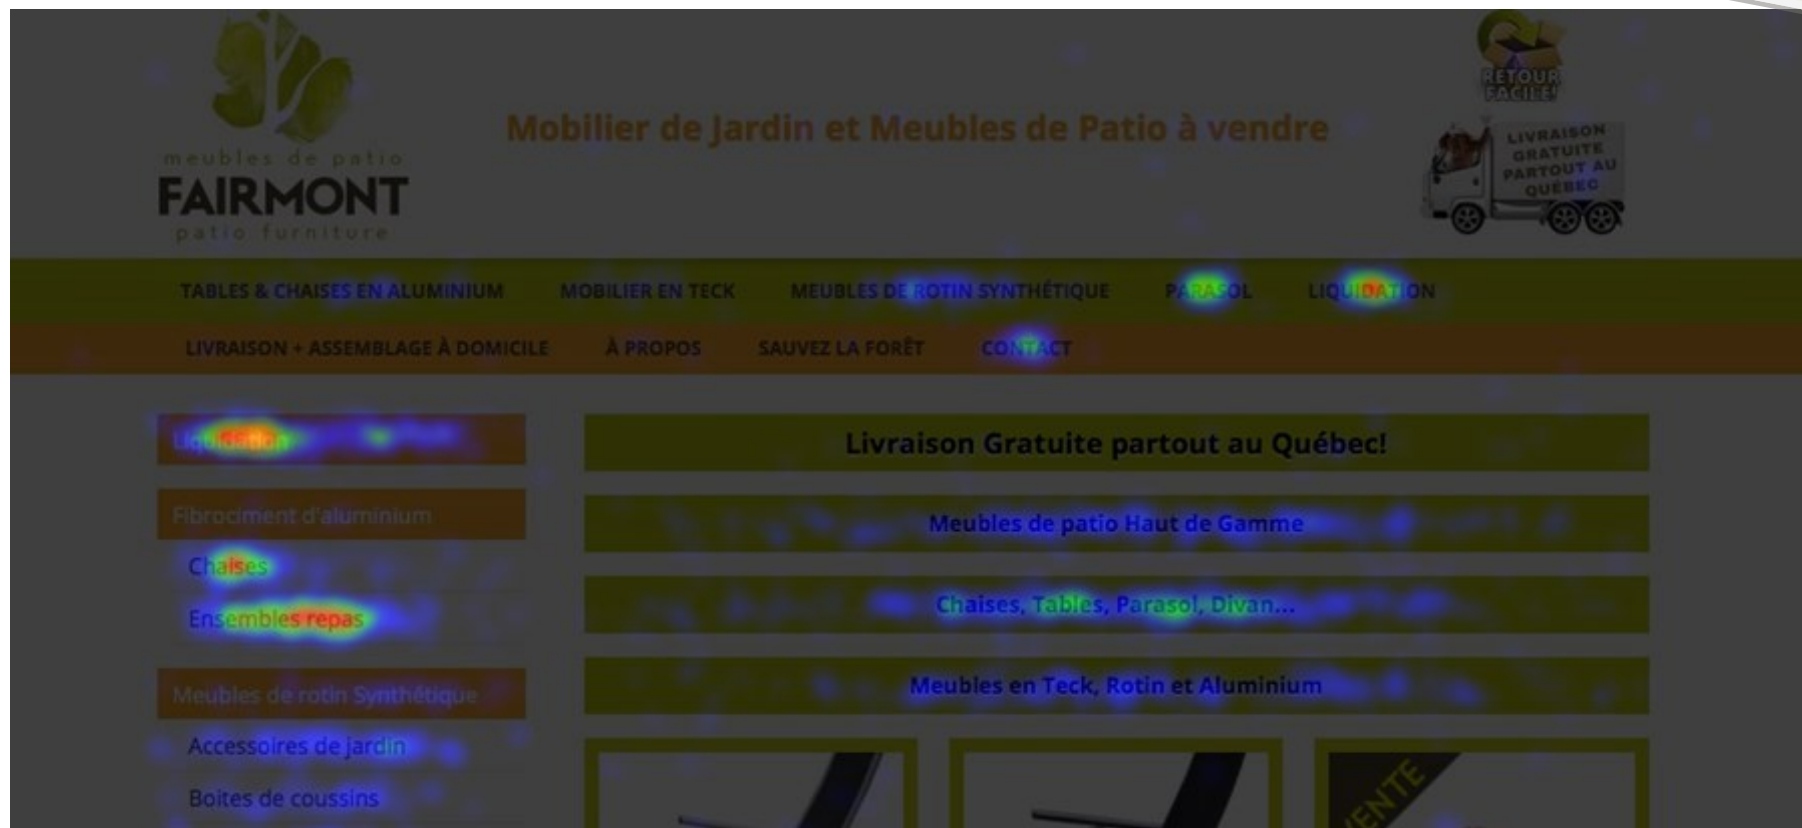 meubles de patio
FAIRMONT
patio furniture
Mobilier de Jardin et Meubles de Patio à vendre
RETOUR
FACILE!
LIVRAISON
GRATUITE
PARTOUT AU
QUÉBEC
TABLES & CHAISES EN ALUMINIUM MOBILIER EN TECK MEUBLES DE ROTIN SYNTHÉTIQUE PARASOL LIQUIDATION
LIVRAISON + ASSEMBLAGE À DOMICILE À PROPOS SAUVEZ LA FORÊT CONTACT
Liquidation
Fibrociment d'aluminium
Chaises
Ensembles repas
Meubles de rotin Synthétique
Accessoires de jardin
Boites de coussins
Livraison Gratuite partout au Québec!
Meubles de patio Haut de Gamme
Chaises, Tables, Parasol, Divan...
Meubles en Teck, Rotin et Aluminium
VENTE